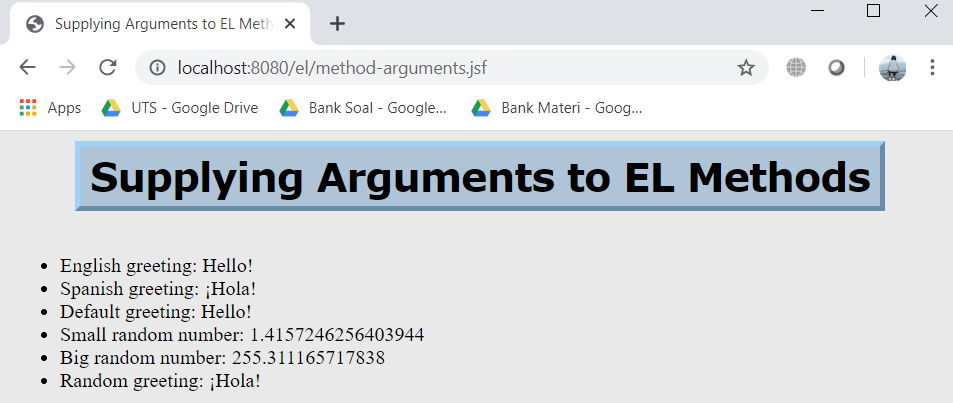 Supplying Arguments to EL Meth
localhost:8080/el/method-arguments.jsf
Apps UTS - Google Drive Bank Soal - Google... Bank Materi - Goog...
Supplying Arguments to EL Methods
• English greeting: Hello!
• Spanish greeting: ¡Hola!
• Default greeting: Hello!
• Small random number: 1.4157246256403944
• Big random number: 255.311165717838
• Random greeting: ¡Hola!